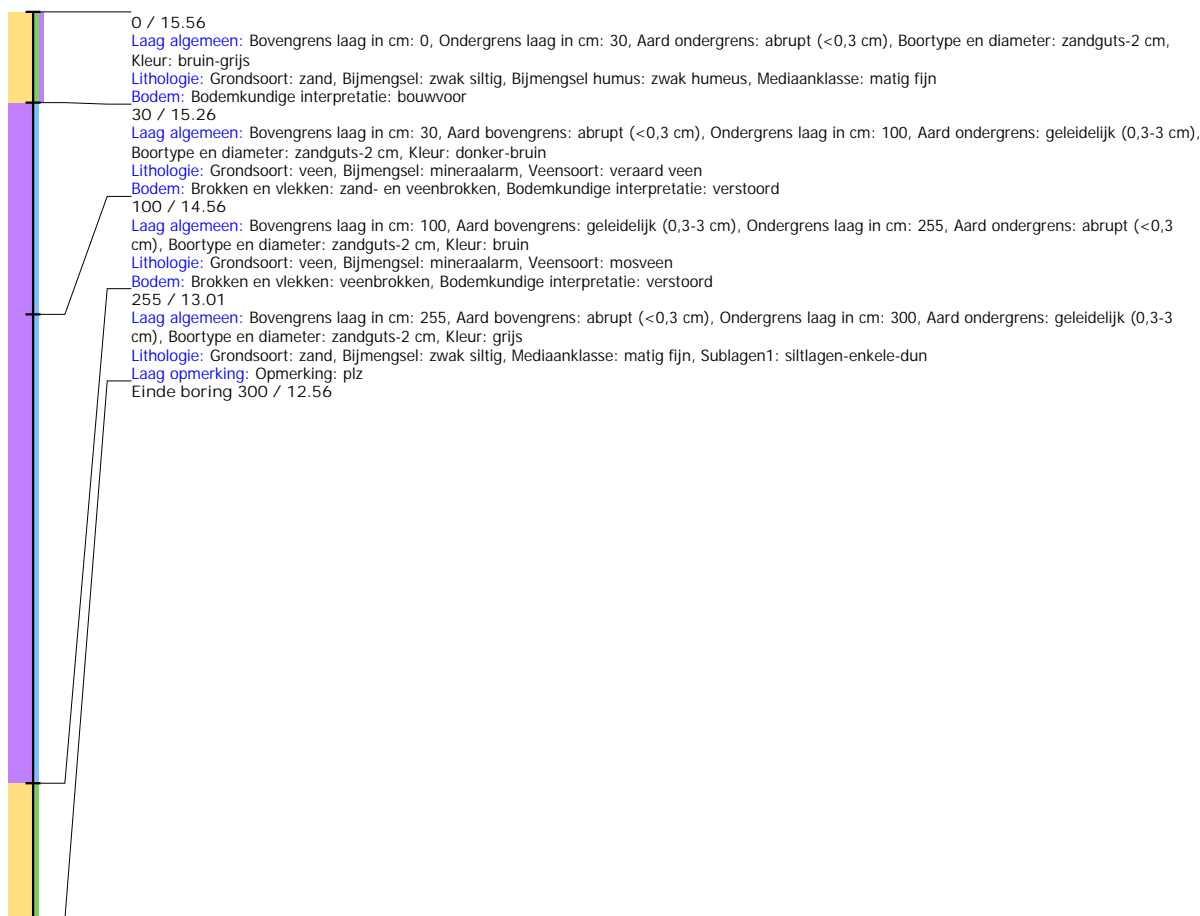 0 / 15.56
Laag algemeen: Bovengrens laag in cm: 0, Ondergrens laag in cm: 30, Aard ondergrens: abrupt (<0,3 cm), Boortype en diameter: zandguts-2 cm,
Kleur: bruin-grijs
Lithologie: Grondsoort: zand, Bijmengsel: zwak siltig, Bijmengsel humus: zwak humeus, Mediaanklasse: matig fijn
Bodem: Bodemkundige interpretatie: bouwvoor
30 / 15.26
Laag algemeen: Bovengrens laag in cm: 30, Aard bovengrens: abrupt (<0,3 cm), Ondergrens laag in cm: 100, Aard ondergrens: geleidelijk (0,3-3 cm),
Boortype en diameter: zandguts-2 cm, Kleur: donker-bruin
Lithologie: Grondsoort: veen, Bijmengsel: mineraalarm, Veensoort: veraard veen
Bodem: Brokken en vlekken: zand- en veenbrokken, Bodemkundige interpretatie: verstoord
100 / 14.56
Laag algemeen: Bovengrens laag in cm: 100, Aard bovengrens: geleidelijk (0,3-3 cm), Ondergrens laag in cm: 255, Aard ondergrens: abrupt (<0,3
cm), Boortype en diameter: zandguts-2 cm, Kleur: bruin
Lithologie: Grondsoort: veen, Bijmengsel: mineraalarm, Veensoort: mosveen
Bodem: Brokken en vlekken: veenbrokken, Bodemkundige interpretatie: verstoord
255 / 13.01
Laag algemeen: Bovengrens laag in cm: 255, Aard bovengrens: abrupt (<0,3 cm), Ondergrens laag in cm: 300, Aard ondergrens: geleidelijk (0,3-3
cm), Boortype en diameter: zandguts-2 cm, Kleur: grijs
Lithologie: Grondsoort: zand, Bijmengsel: zwak siltig, Mediaanklasse: matig fijn, Sublagen1: siltlagen-enkele-dun
Laag opmerking: Opmerking: plz
Einde boring 300 / 12.56